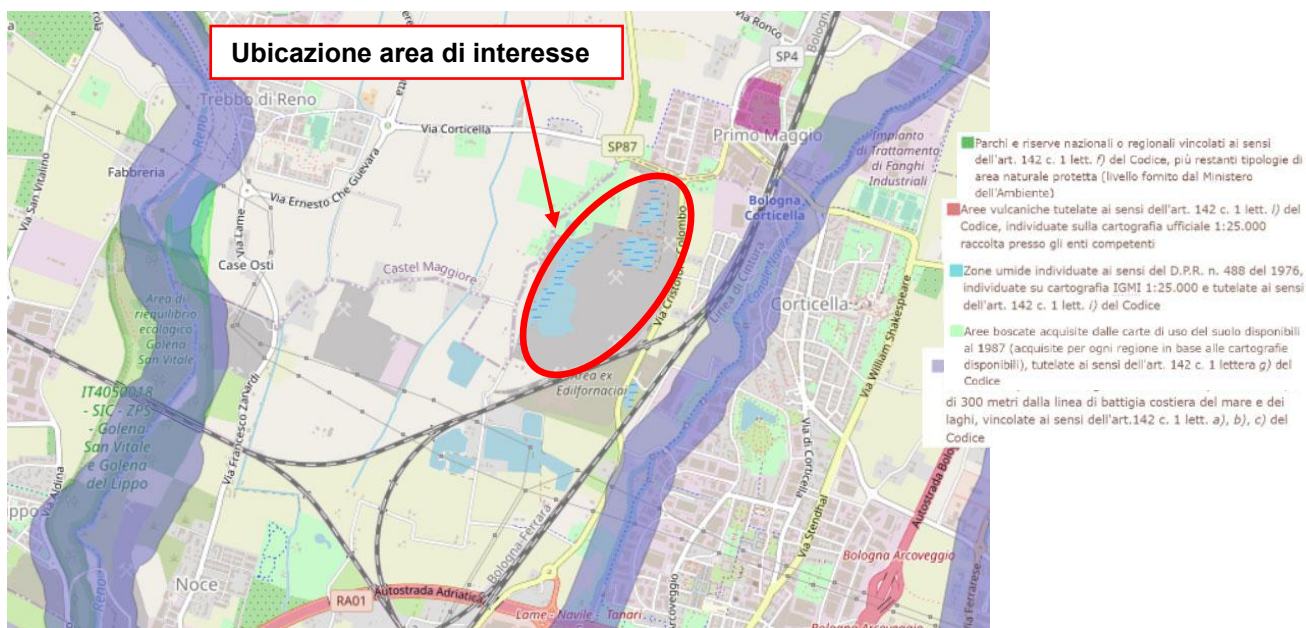 Ubicazione area di interesse
Via Ronco
SP4
Trebbo di Reno
Reno
Via Corticella
SP87
Primo Maggio
Impianto
di Trattamento
di Fanghi
Industriali
Fabbreria
Via San Vitalino
Via Ernesto Che Guevara
Via Lame
Bologna
Corticella
Case Osti
Castel Maggiore
Via Cristoforo Colombo
Linea di Cintura
Corticella
Via William Shakespeare
Area di
riequilibrio
ecologico
Golena
San Vitale
IT4050018
- SIC - ZPS
- Golena
San Vitale
e Golena
del Lippo
Via Francesco Zanardi
Area ex
Edilfornaciai
Via di Corticella
Via Aldina
Via Stendhal
Reno
Noce
RA01
Autostrada Adriatica
Bologna-Ferrara
Lame - Navile - Tanari
Arcoveggio
Bologna Arcoveggio
Autostrada Bolo
Via Ferrarese
Bologna Arcoveggio
Parchi e riserve nazionali o regionali vincolati ai sensi
dell'art. 142 c. 1 lett. f) del Codice, più restanti tipologie di
area naturale protetta (livello fornito dal Ministero
dell'Ambiente)
Aree vulcaniche tutelate ai sensi dell'art. 142 c. 1 lett. l) del
Codice, individuate sulla cartografia ufficiale 1:25.000
raccolta presso gli enti competenti
Zone umide individuate ai sensi del D.P.R. n. 488 del 1976,
individuate su cartografia IGMI 1:25.000 e tutelate ai sensi
dell'art. 142 c. 1 lett. i) del Codice
Aree boscate acquisite dalle carte di uso del suolo disponibili
al 1987 (acquisite per ogni regione in base alle cartografie
disponibili), tutelate ai sensi dell'art. 142 c. 1 lettera g) del
Codice
di 300 metri dalla linea di battigia costiera del mare e dei
laghi, vincolate ai sensi dell'art.142 c. 1 lett. a), b), c) del
Codice